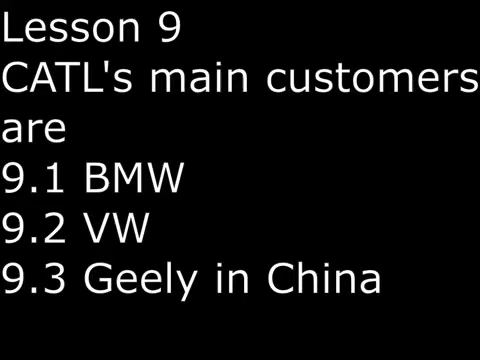 Lesson 9
CATL's main customers
are
9.1 BMW
9.2 VW
9.3 Geely in China